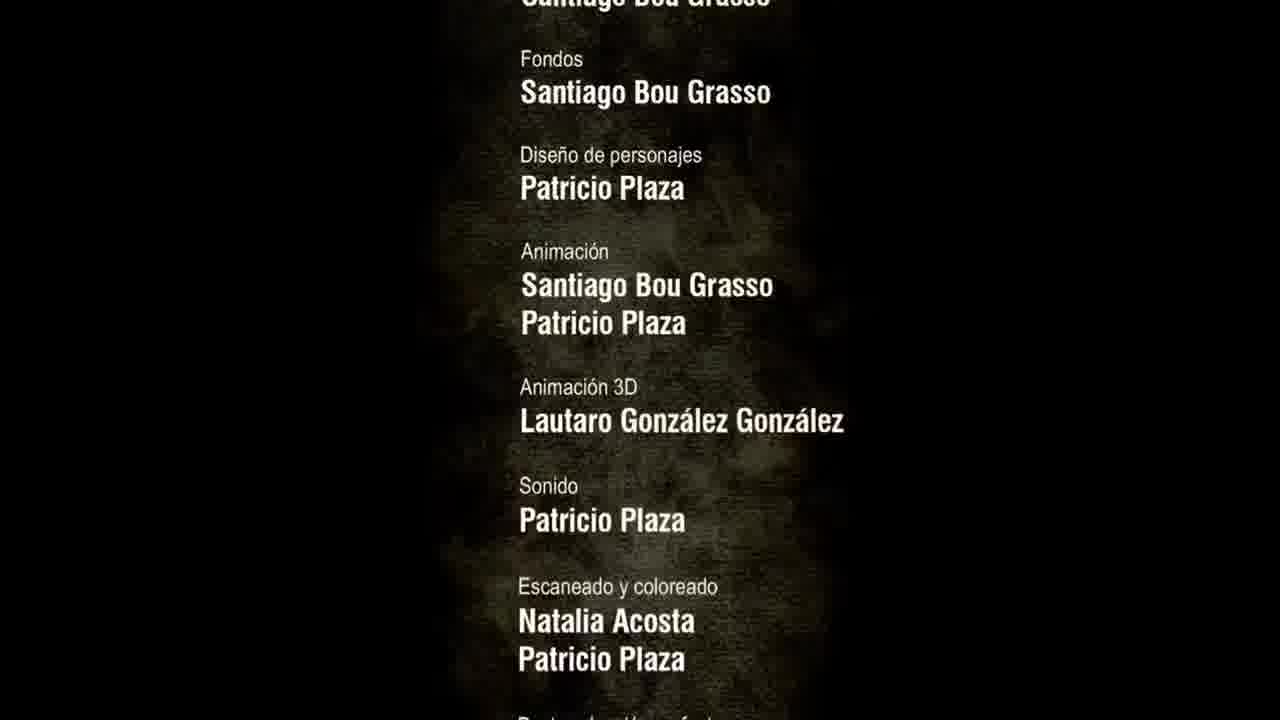 Santiago Bou Grasso
Fondos
Santiago Bou Grasso
Diseño de personajes
Patricio Plaza
Animación
Santiago Bou Grasso
Patricio Plaza
Animación 3D
Lautaro González González
Sonido
Patricio Plaza
Escaneado y coloreado
Natalia Acosta
Patricio Plaza